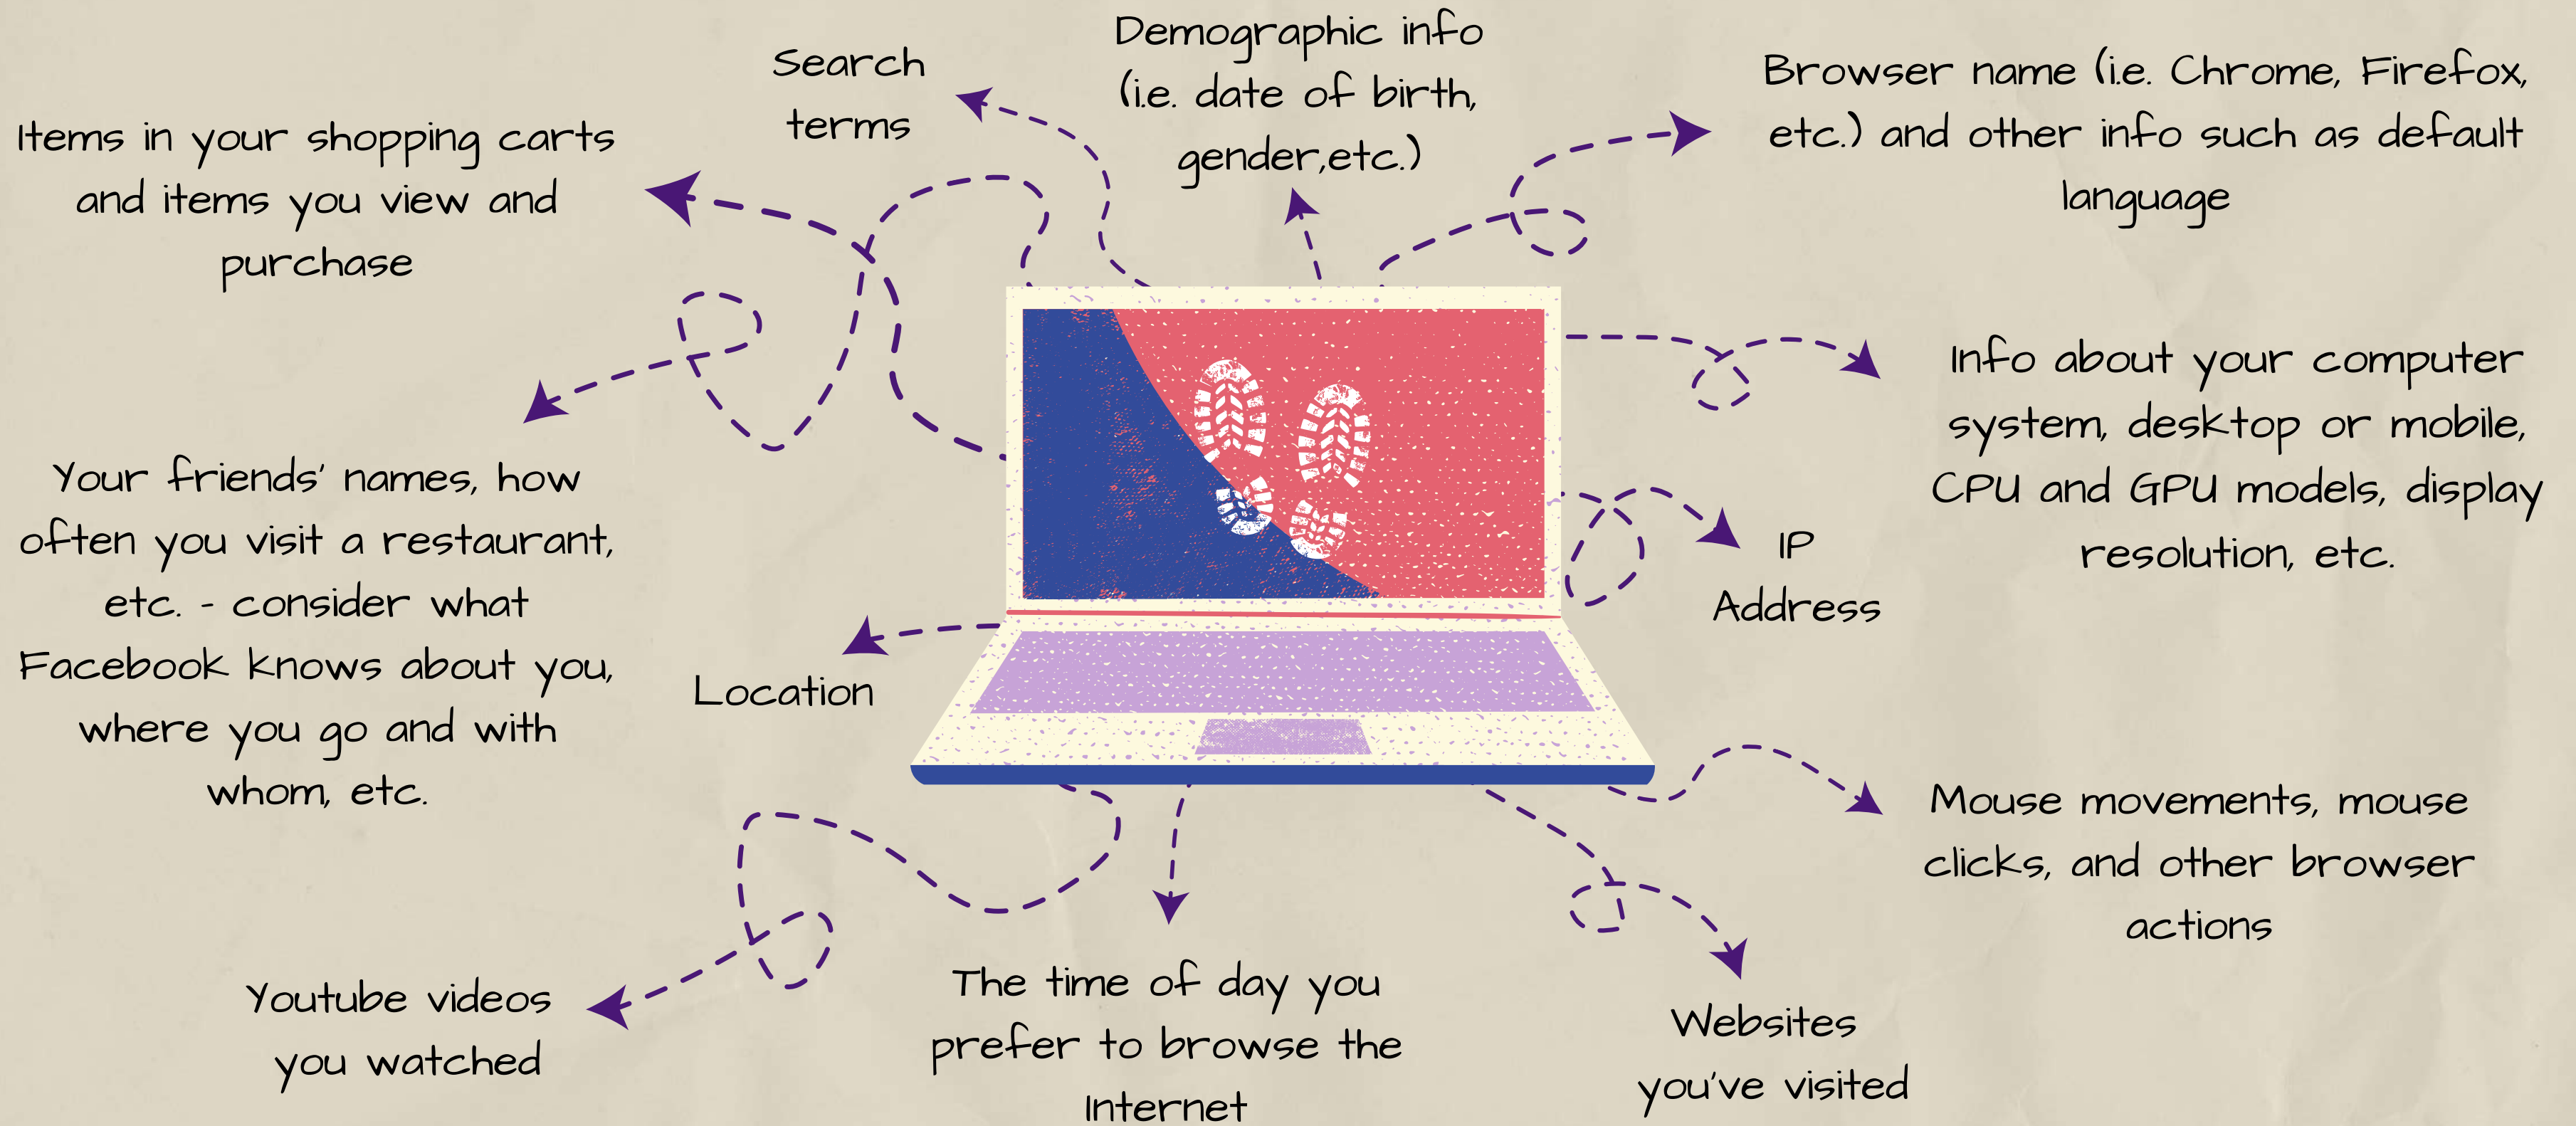 Search
terms
Demographic info
(i.e. date of birth,
gender,etc.)
Browser name (i.e. Chrome, Firefox,
etc.) and other info such as default
language
Items in your shopping carts
and items you view and
purchase
Info about your computer
system, desktop or mobile,
CPU and GPU models, display
resolution, etc.
Your friends' names, how
often you visit a restaurant,
etc. - consider what
Facebook knows about you,
where you go and with
whom, etc.
IP
Address
Location
Mouse movements, mouse
clicks, and other browser
actions
Youtube videos
you watched
The time of day you
prefer to browse the
Internet
Websites
you've visited